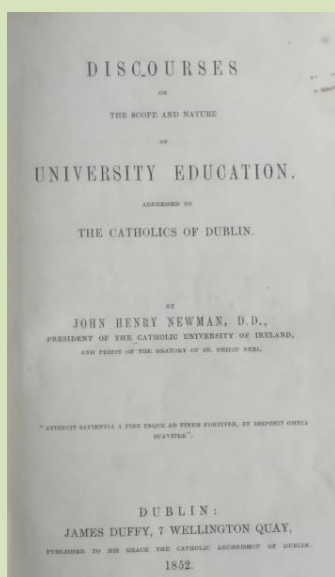 DISCOURSES
ON
THE SCOPE AND NATURE
OF
UNIVERSITY EDUCATION.
ADDRESSED TO
THE CATHOLICS OF DUBLIN.
BY
JOHN HENRY NEWMAN, D.D.,
PRESIDENT OF THE CATHOLIC UNIVERSITY OF IRELAND,
AND PRIEST OF THE ORATORY OF ST. PHILIP NERI.
"ATTINGIT SAPIENTIA A FINE USQUE AD FINEM FORTITER, ET DISPONIT OMNIA
SUAVITER".
DUBLIN:
JAMES DUFFY, 7 WELLINGTON QUAY,
PUBLISHER TO HIS GRACE THE CATHOLIC ARCHBISHOP OF DUBLIN.
1852.